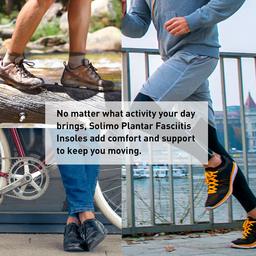 No matter what activity your day
brings, Solimo Plantar Fasciitis
Insoles add comfort and support
to keep you moving.